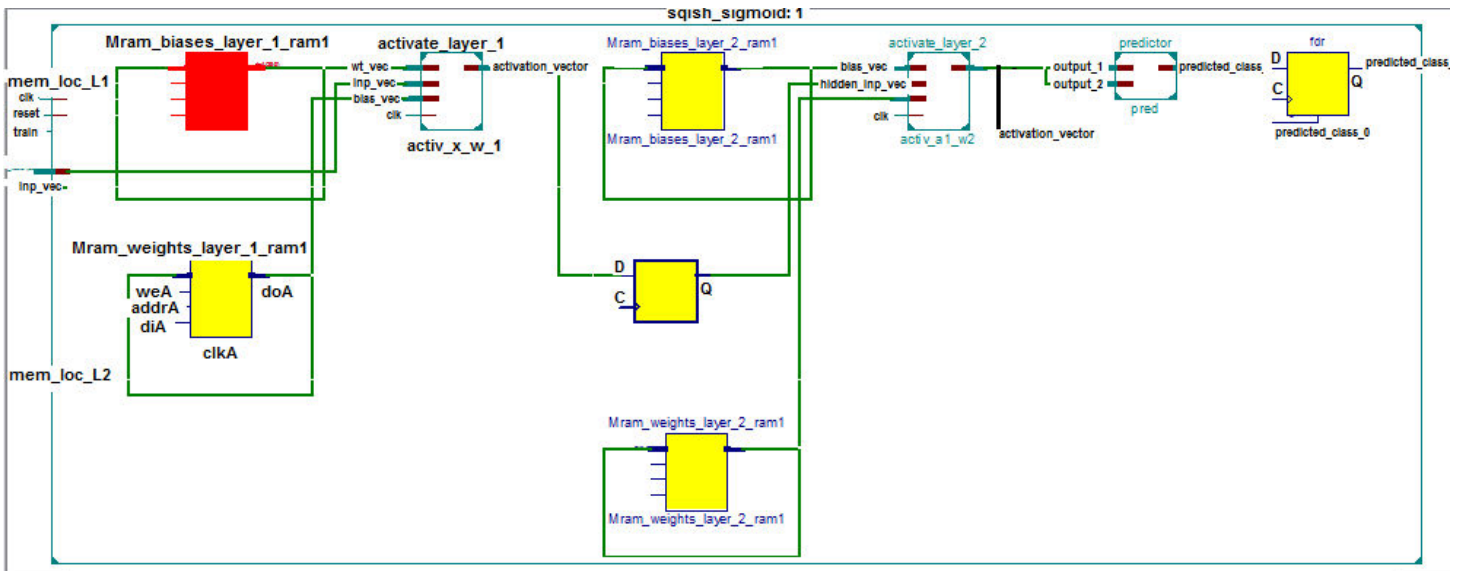 sqish_sigmoid: 1
Mram_biases_layer_1_ram1
activate_layer_1
Mram_biases_layer_2_ram1
activate_layer_2
predictor
fdr
mem_loc_L1
clk
reset
train
inp_vec
wt_vec
inp_vec
bias_vec
clk
activation_vector
activ_x_w_1
Mram_biases_layer_2_ram1
bias_vec
hidden_inp_vec
clk
activ_a1_w2
activation_vector
output_1
output_2
predicted_class
pred
D
C
Q
predicted_class_
predicted_class_0
Mram_weights_layer_1_ram1
weA
addrA
diA
doA
clkA
D
C
Q
mem_loc_L2
Mram_weights_layer_2_ram1
Mram_weights_layer_2_ram1